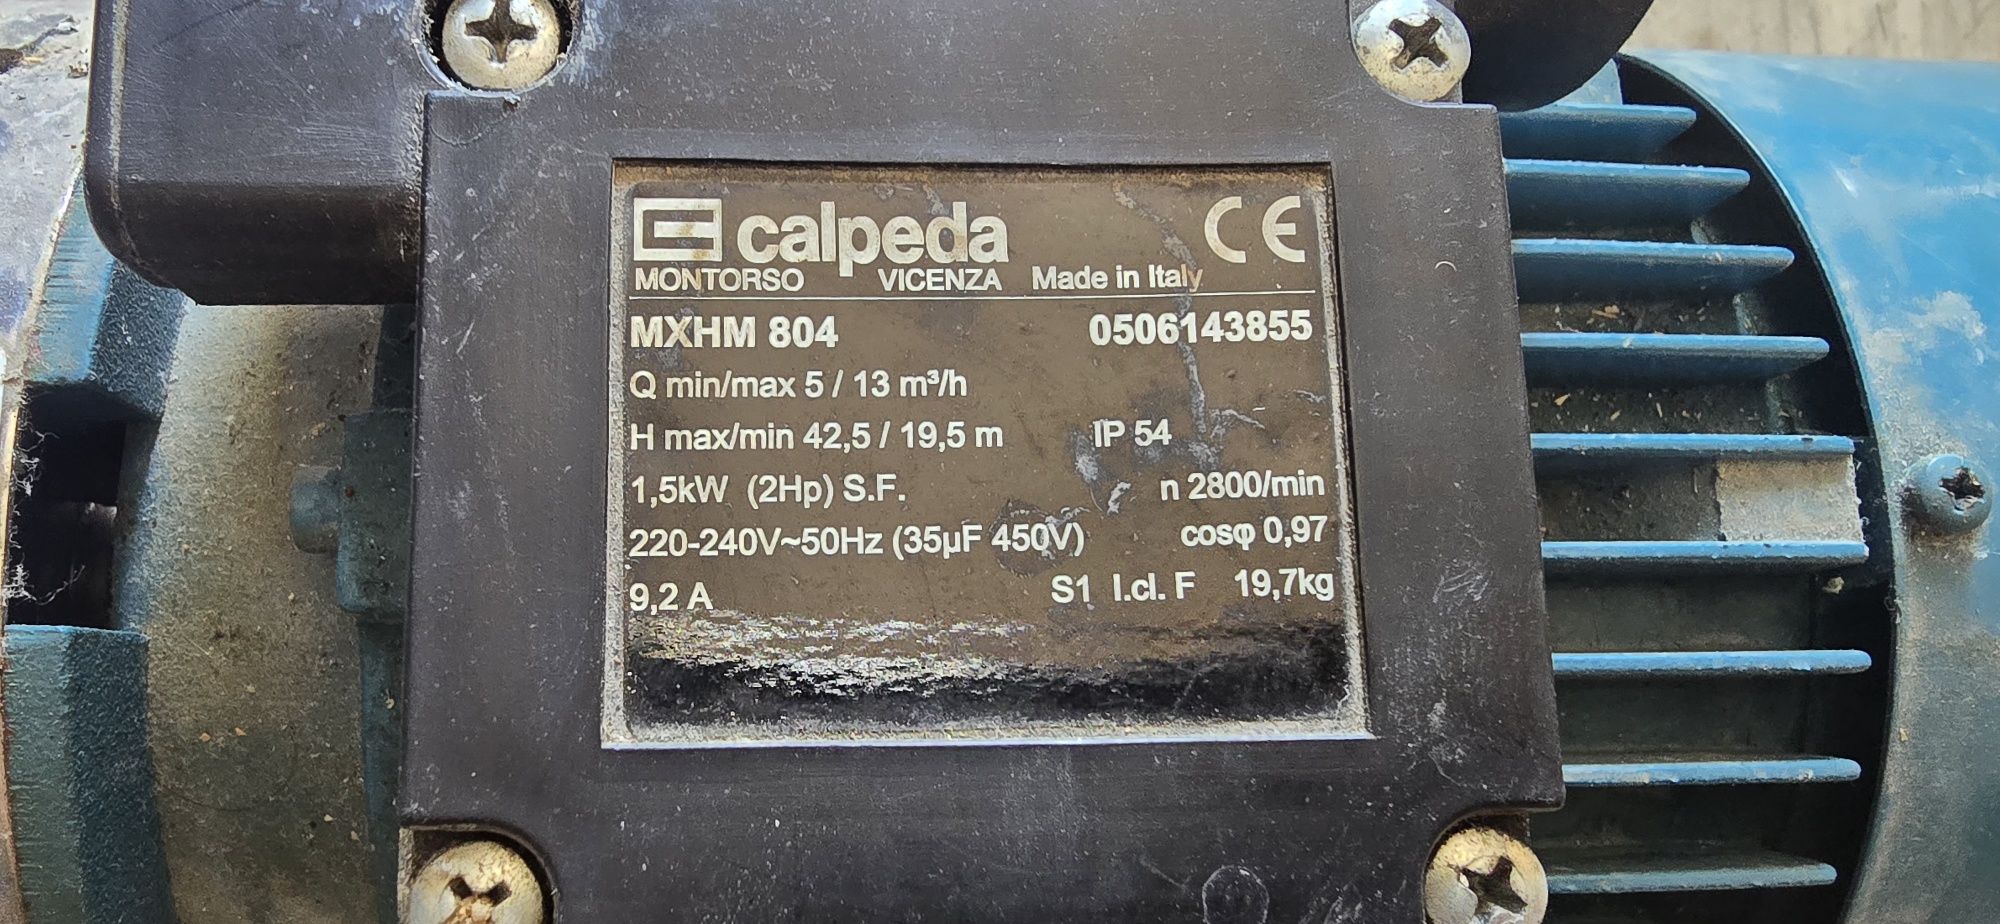 calpeda CE
MONTORSO VICENZA Made in Italy
MXHM 804 0506143855
Q min/max 5 / 13 m³/h
H max/min 42,5 / 19,5 m IP 54
1,5kW (2Hp) S.F. n 2800/min
220-240V~50Hz (35µF 450V) cosφ 0,97
9,2 A S1 I.cl. F 19,7kg